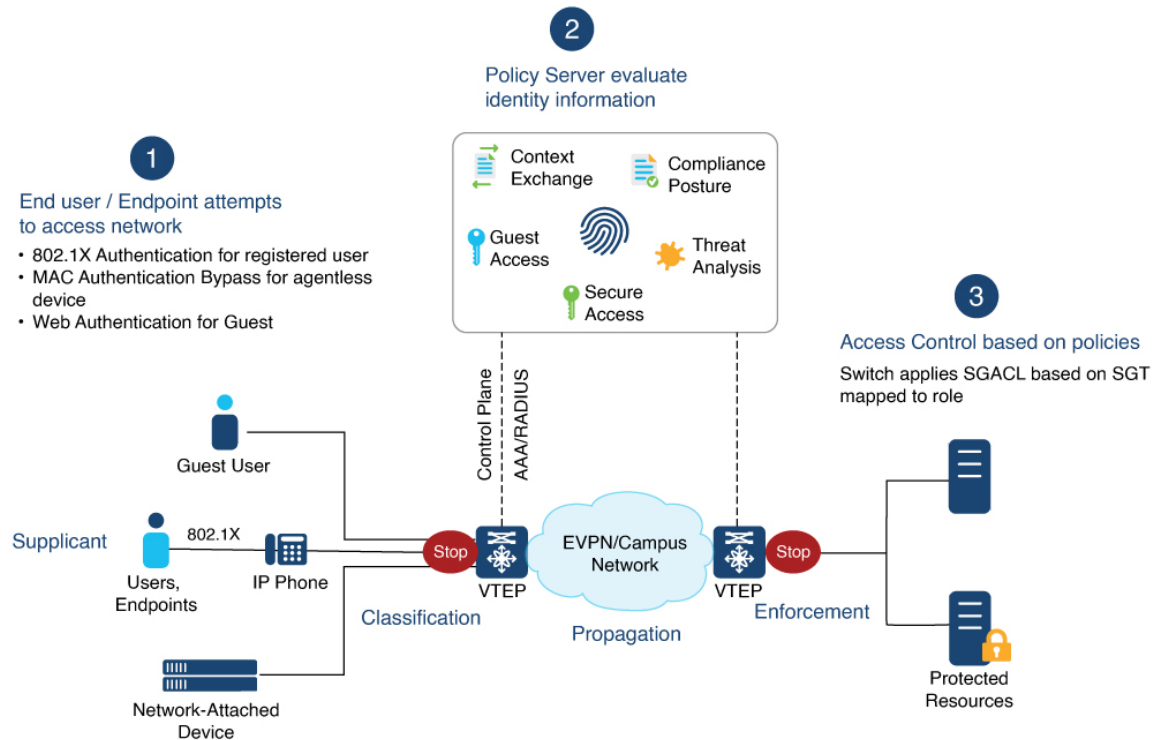 2
Policy Server evaluate
identity information
1
End user / Endpoint attempts
to access network
• 802.1X Authentication for registered user
• MAC Authentication Bypass for agentless
device
• Web Authentication for Guest
Context
Exchange
Compliance
Posture
Guest
Access
Threat
Analysis
Secure
Access
3
Access Control based on policies
Switch applies SGACL based on SGT
mapped to role
Control Plane
AAA/RADIUS
Guest User
Supplicant
802.1X
Users,
Endpoints
IP Phone
Stop
VTEP
EVPN/Campus
Network
VTEP
Stop
Classification
Propagation
Enforcement
Network-Attached
Device
Protected
Resources